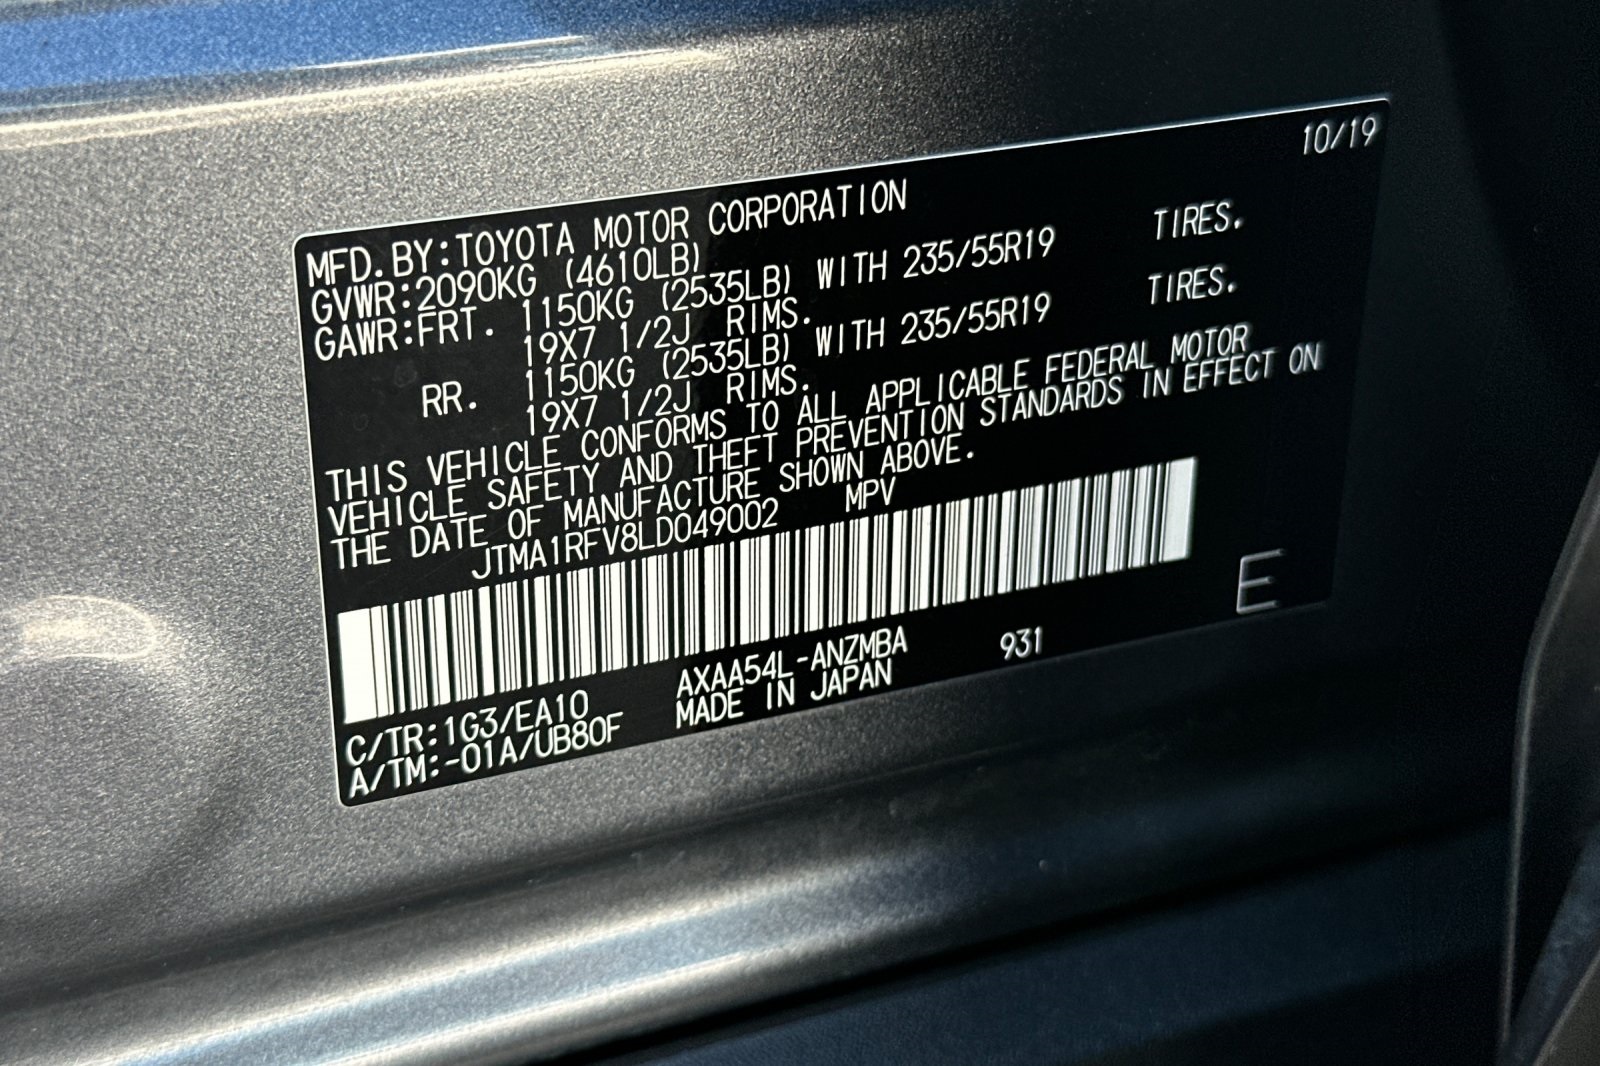 10/19
MFD.BY:TOYOTA MOTOR CORPORATION
GVWR:2090KG (4610LB)
GAWR:FRT. 1150KG (2535LB) WITH 235/55R19 TIRES.
19X7 1/2J RIMS.
RR. 1150KG (2535LB) WITH 235/55R19 TIRES.
19X7 1/2J RIMS.
THIS VEHICLE CONFORMS TO ALL APPLICABLE FEDERAL MOTOR
VEHICLE SAFETY AND THEFT PREVENTION STANDARDS IN EFFECT ON
THE DATE OF MANUFACTURE SHOWN ABOVE.
JTMA1RFV8LD049002 MPV
E
C/TR:1G3/EA10 AXAA54L-ANZMBA 931
A/TM:-01A/UB80F MADE IN JAPAN